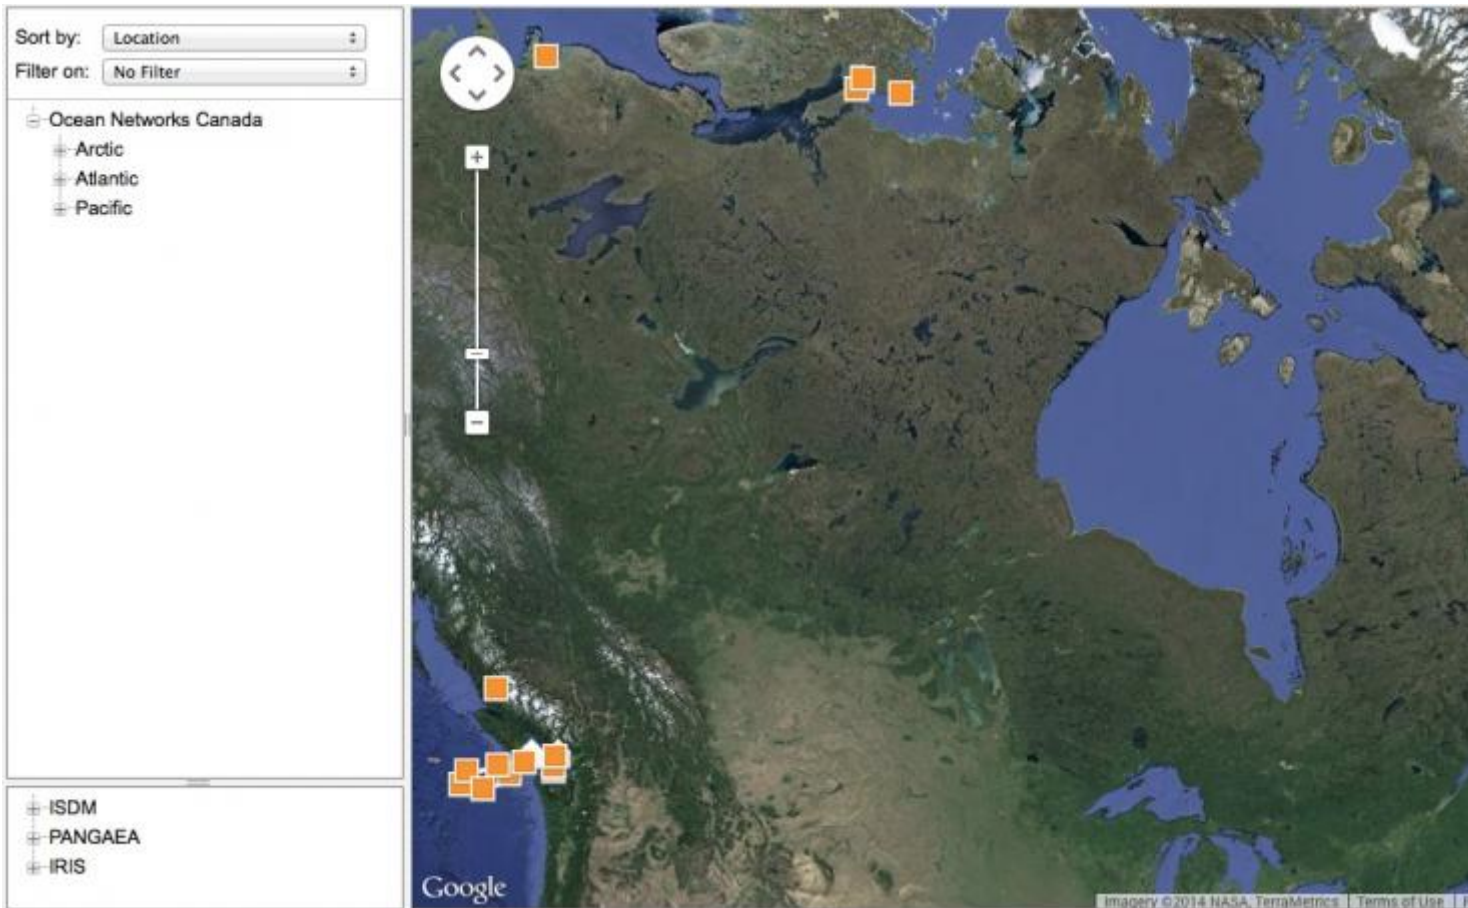 Sort by: Location
Filter on: No Filter
Ocean Networks Canada
Arctic
Atlantic
Pacific
ISDM
PANGAEA
IRIS
Google
Imagery ©2014 NASA, TerraMetrics Terms of Use